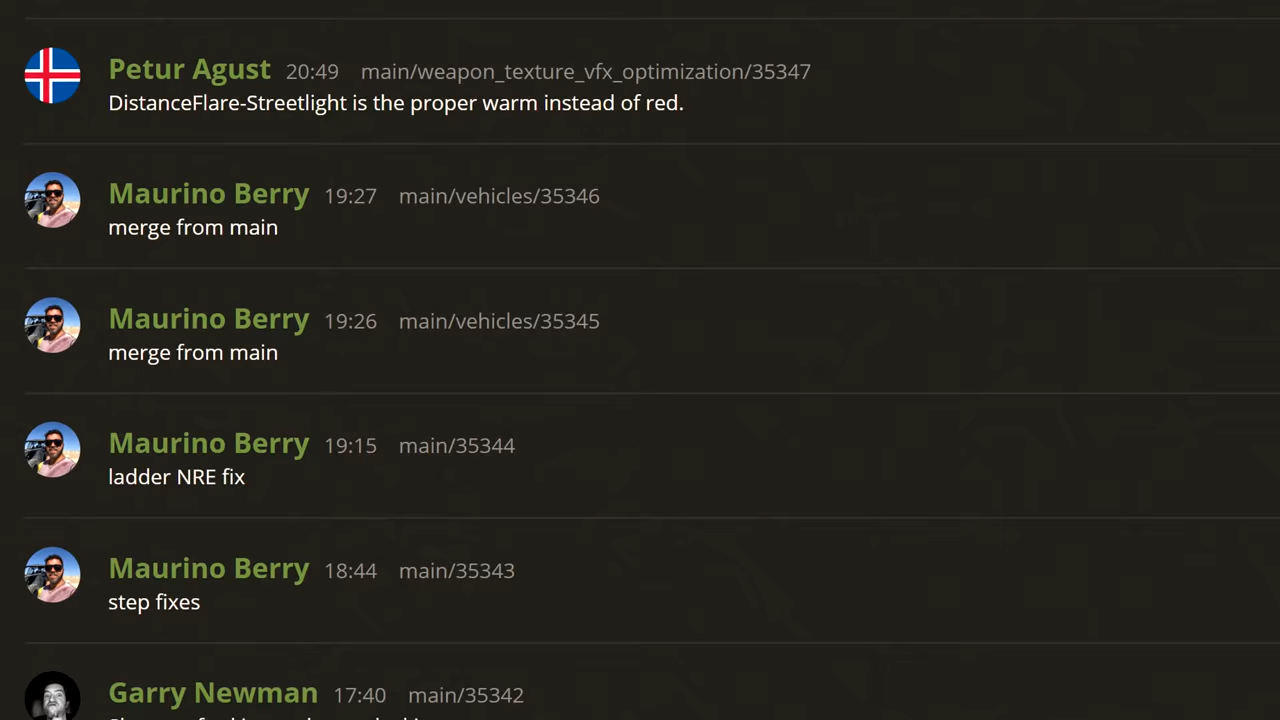 Petur Agust 20:49 main/weapon_texture_vfx_optimization/35347
DistanceFlare-Streetlight is the proper warm instead of red.
Maurino Berry 19:27 main/vehicles/35346
merge from main
Maurino Berry 19:26 main/vehicles/35345
merge from main
Maurino Berry 19:15 main/35344
ladder NRE fix
Maurino Berry 18:44 main/35343
step fixes
Garry Newman 17:40 main/35342